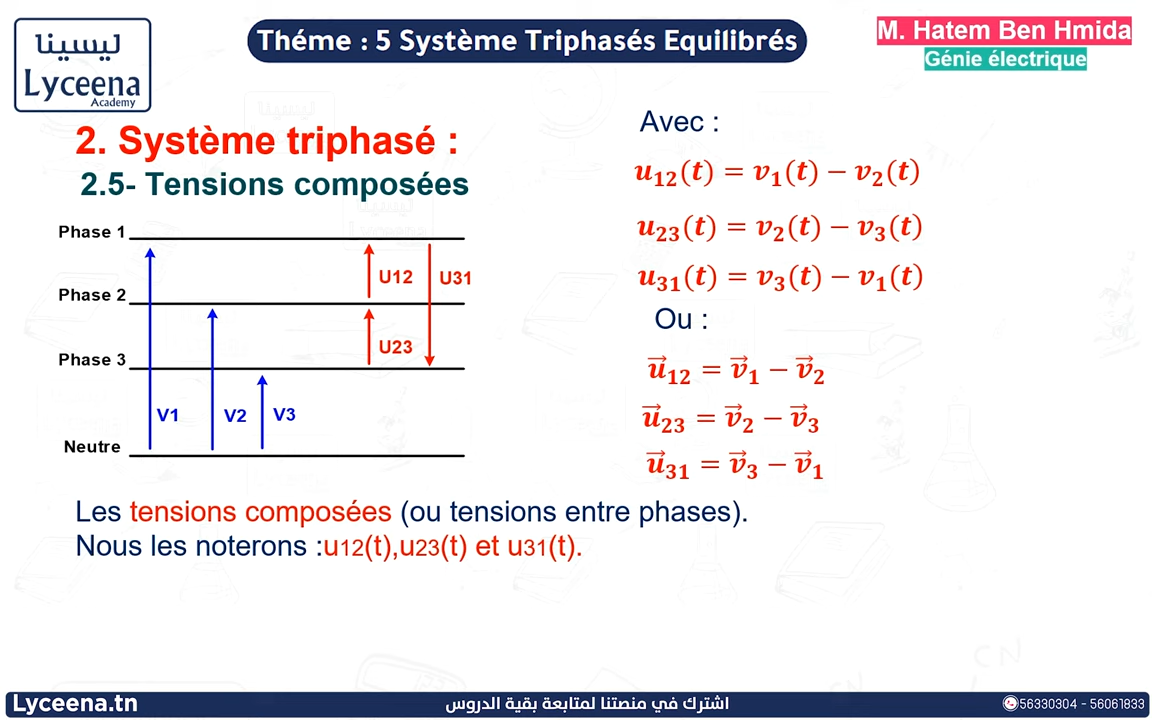 ليسينا
Lyceena
Academy
Théme : 5 Système Triphasés Equilibrés
M. Hatem Ben Hmida
Génie électrique
2. Système triphasé :
2.5- Tensions composées
Phase 1
Phase 2
Phase 3
Neutre
V1
V2
V3
U12
U23
U31
Avec :
u₁₂(t) = v₁(t) − v₂(t)
u₂₃(t) = v₂(t) − v₃(t)
u₃₁(t) = v₃(t) − v₁(t)
Ou :
u⃗₁₂ = v⃗₁ − v⃗₂
u⃗₂₃ = v⃗₂ − v⃗₃
u⃗₃₁ = v⃗₃ − v⃗₁
Les tensions composées (ou tensions entre phases).
Nous les noterons :u12(t),u23(t) et u31(t).
Lyceena.tn
اشترك في منصتنا لمتابعة بقية الدروس
56330304 - 56061833